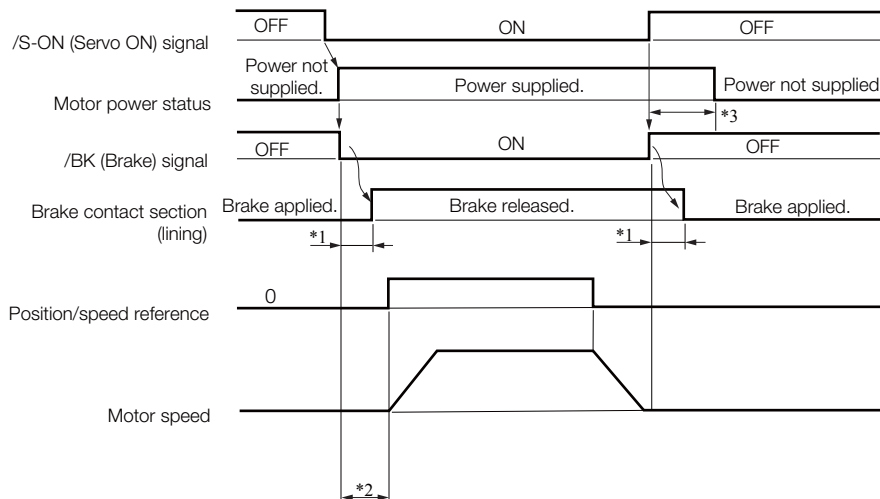 OFF ON OFF
/S-ON (Servo ON) signal
Power not
supplied. Power supplied. Power not supplied
Motor power status
*3
OFF ON OFF
/BK (Brake) signal
Brake applied. Brake released. Brake applied.
Brake contact section
(lining)
*1 *1
0
Position/speed reference
Motor speed
*2